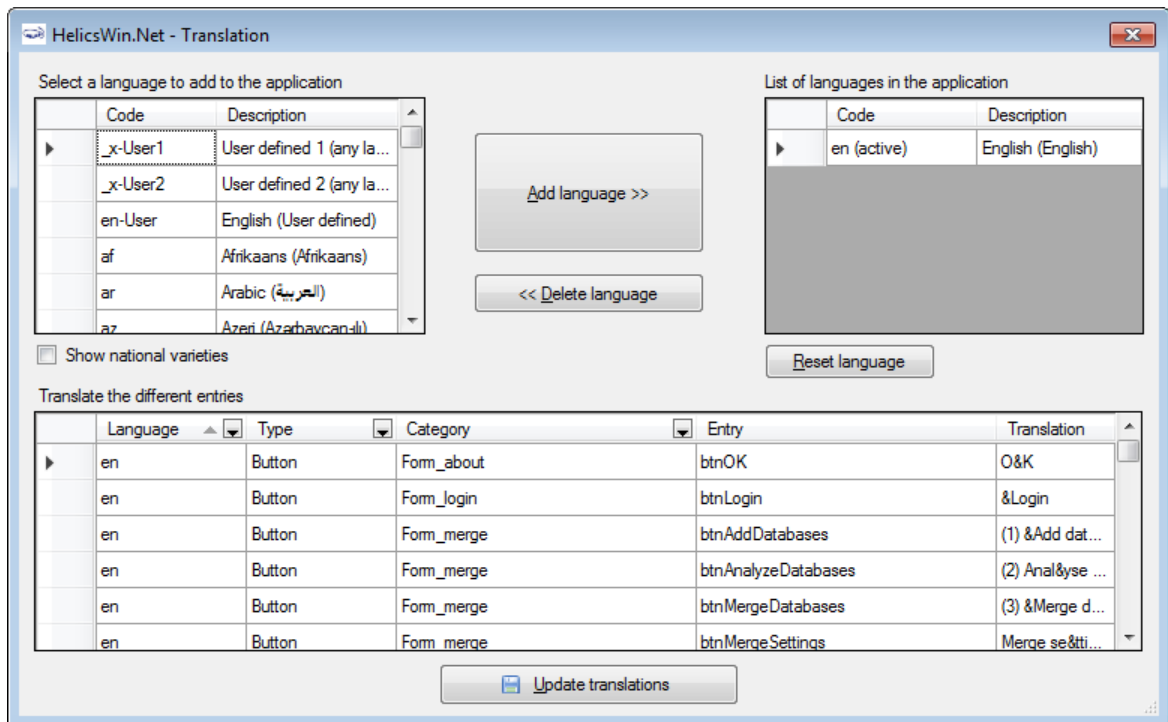 HelicsWin.Net - Translation
Select a language to add to the application
Code Description
_x-User1 User defined 1 (any la...
_x-User2 User defined 2 (any la...
en-User English (User defined)
af Afrikaans (Afrikaans)
ar Arabic (العربية)
az Azeri (Azərbaycan­ılı)
Show national varieties
Add language >>
<< Delete language
List of languages in the application
Code Description
en (active) English (English)
Reset language
Translate the different entries
Language Type Category Entry Translation
en Button Form_about btnOK O&K
en Button Form_login btnLogin &Login
en Button Form_merge btnAddDatabases (1) &Add dat...
en Button Form_merge btnAnalyzeDatabases (2) Anal&yse ...
en Button Form_merge btnMergeDatabases (3) &Merge d...
en Button Form_merge btnMergeSettings Merge se&tti...
Update translations